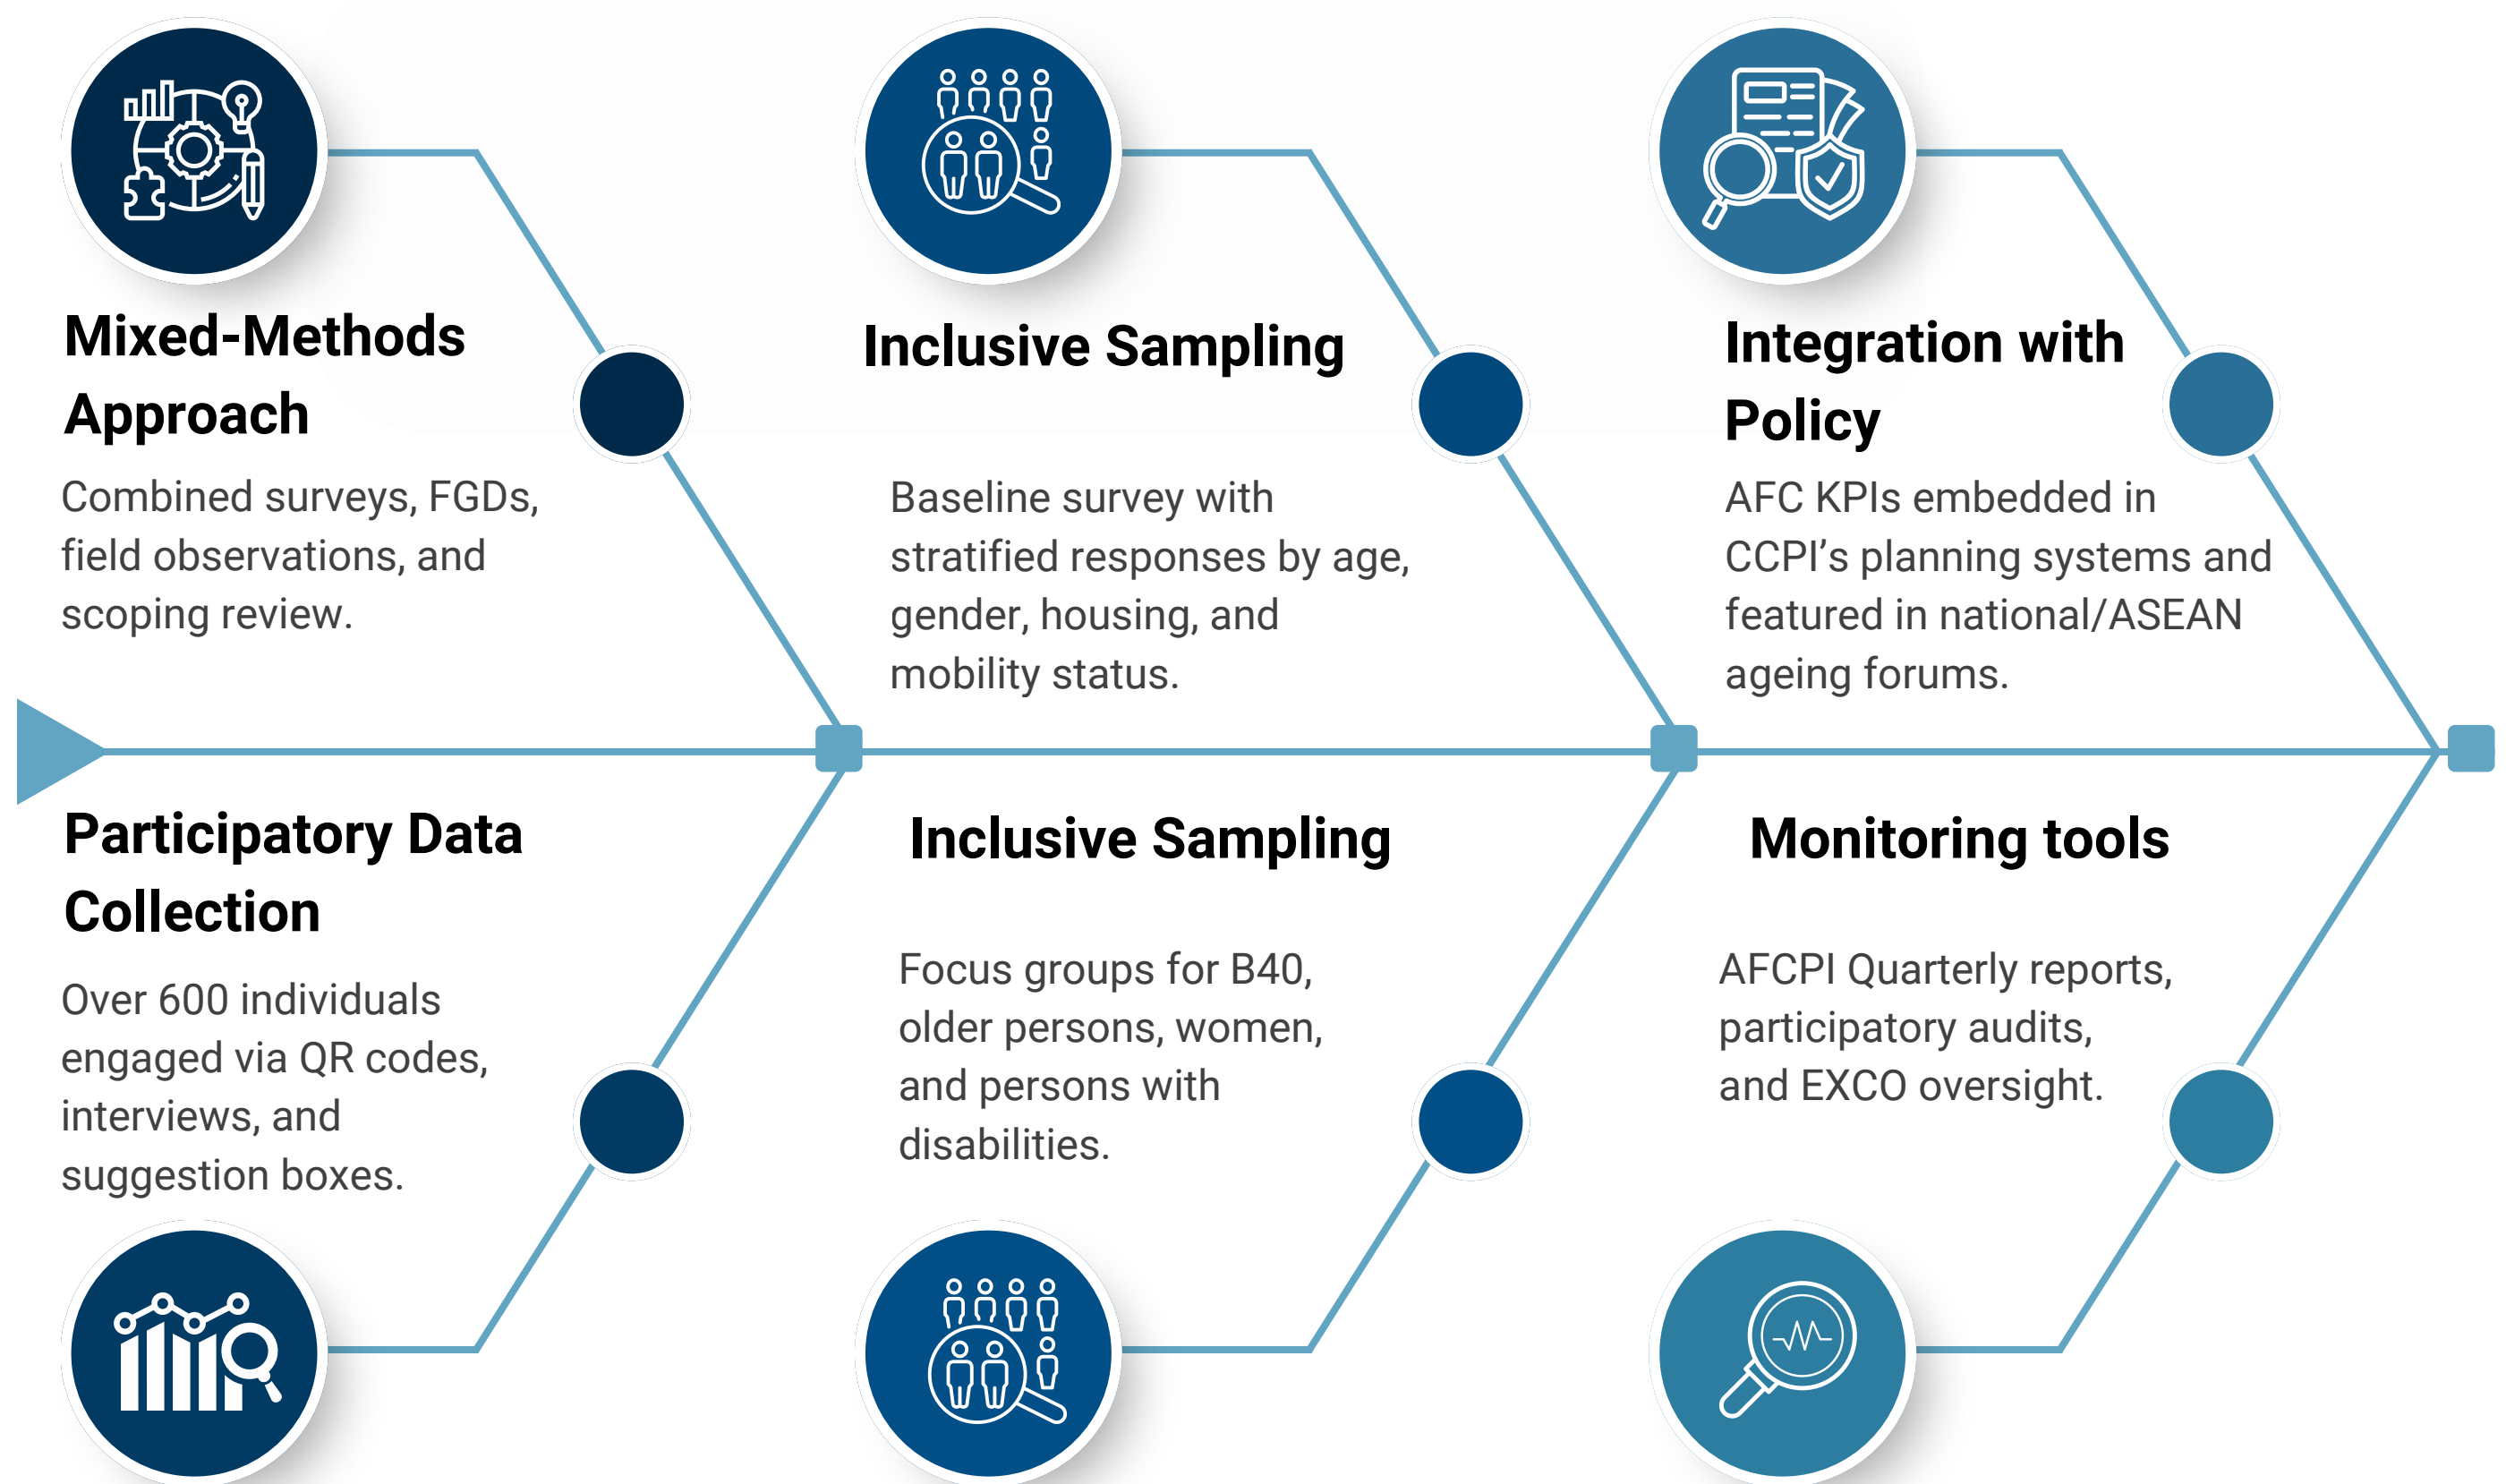 Mixed-Methods
Approach
Combined surveys, FGDs,
field observations, and
scoping review.
Inclusive Sampling
Baseline survey with
stratified responses by age,
gender, housing, and
mobility status.
Integration with
Policy
AFC KPIs embedded in
CCPI’s planning systems and
featured in national/ASEAN
ageing forums.
Participatory Data
Collection
Over 600 individuals
engaged via QR codes,
interviews, and
suggestion boxes.
Inclusive Sampling
Focus groups for B40,
older persons, women,
and persons with
disabilities.
Monitoring tools
AFCPI Quarterly reports,
participatory audits,
and EXCO oversight.